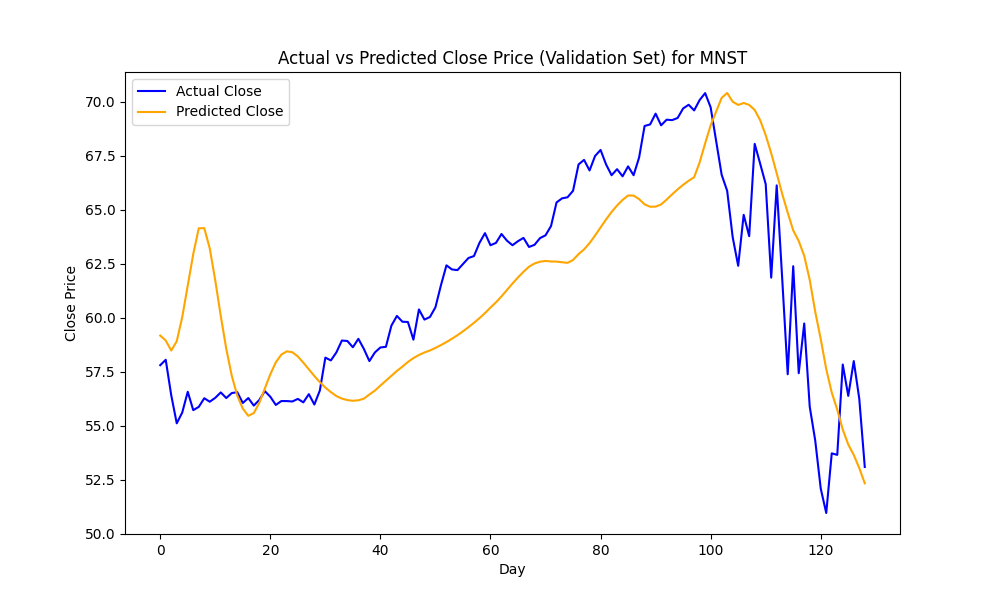 Actual vs Predicted Close Price (Validation Set) for MNST
Actual Close
Predicted Close
Close Price
70.0
67.5
65.0
62.5
60.0
57.5
55.0
52.5
50.0
0 20 40 60 80 100 120
Day